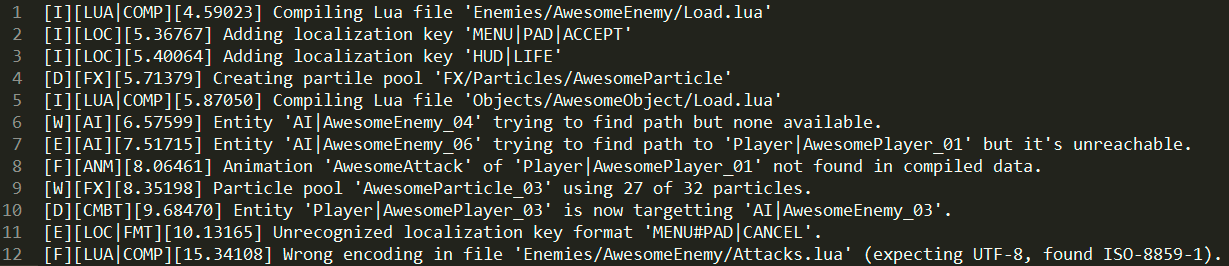 1 [I][LUA|COMP][4.59023] Compiling Lua file 'Enemies/AwesomeEnemy/Load.lua'
2 [I][LOC][5.36767] Adding localization key 'MENU|PAD|ACCEPT'
3 [I][LOC][5.40064] Adding localization key 'HUD|LIFE'
4 [D][FX][5.71379] Creating partile pool 'FX/Particles/AwesomeParticle'
5 [I][LUA|COMP][5.87050] Compiling Lua file 'Objects/AwesomeObject/Load.lua'
6 [W][AI][6.57599] Entity 'AI|AwesomeEnemy_04' trying to find path but none available.
7 [E][AI][7.51715] Entity 'AI|AwesomeEnemy_06' trying to find path to 'Player|AwesomePlayer_01' but it's unreachable.
8 [F][ANM][8.06461] Animation 'AwesomeAttack' of 'Player|AwesomePlayer_01' not found in compiled data.
9 [W][FX][8.35198] Particle pool 'AwesomeParticle_03' using 27 of 32 particles.
10 [D][CMBT][9.68470] Entity 'Player|AwesomePlayer_03' is now targetting 'AI|AwesomeEnemy_03'.
11 [E][LOC|FMT][10.13165] Unrecognized localization key format 'MENU#PAD|CANCEL'.
12 [F][LUA|COMP][15.34108] Wrong encoding in file 'Enemies/AwesomeEnemy/Attacks.lua' (expecting UTF-8, found ISO-8859-1).